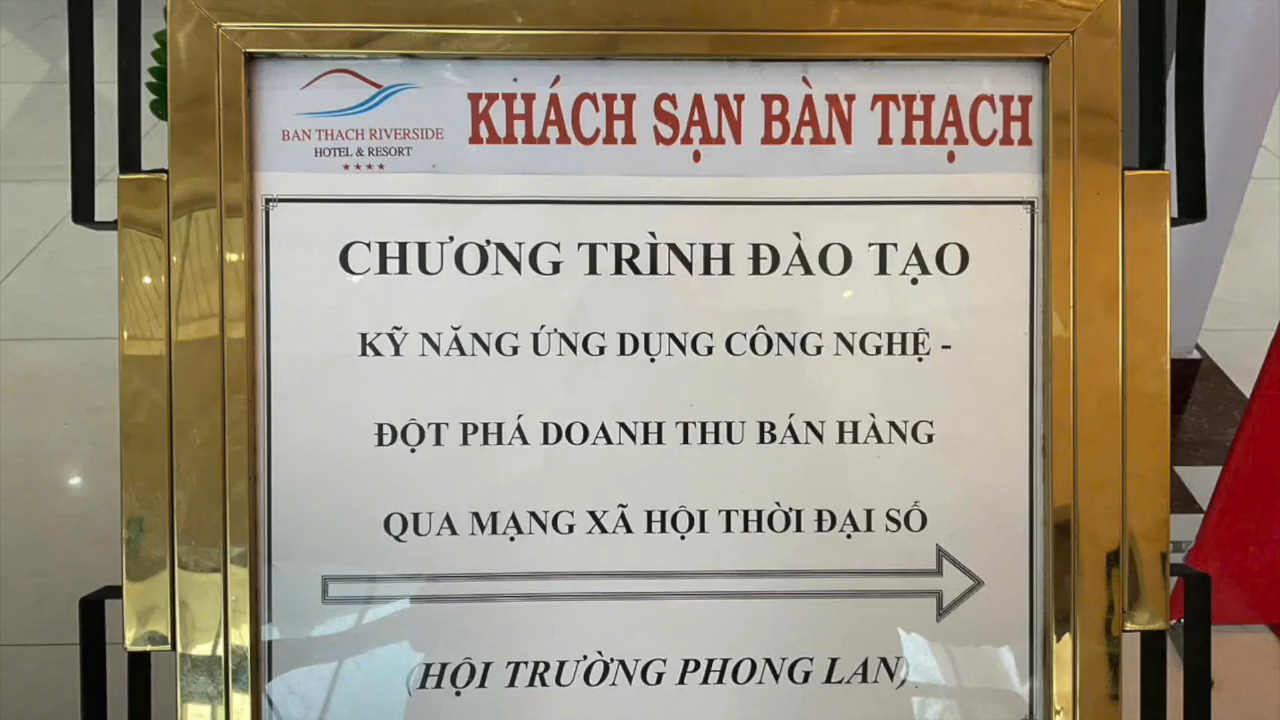 BAN THACH RIVERSIDE
HOTEL & RESORT
★★★★
KHÁCH SẠN BÀN THẠCH
CHƯƠNG TRÌNH ĐÀO TẠO
KỸ NĂNG ỨNG DỤNG CÔNG NGHỆ -
ĐỘT PHÁ DOANH THU BÁN HÀNG
QUA MẠNG XÃ HỘI THỜI ĐẠI SỐ
(HỘI TRƯỜNG PHONG LAN)